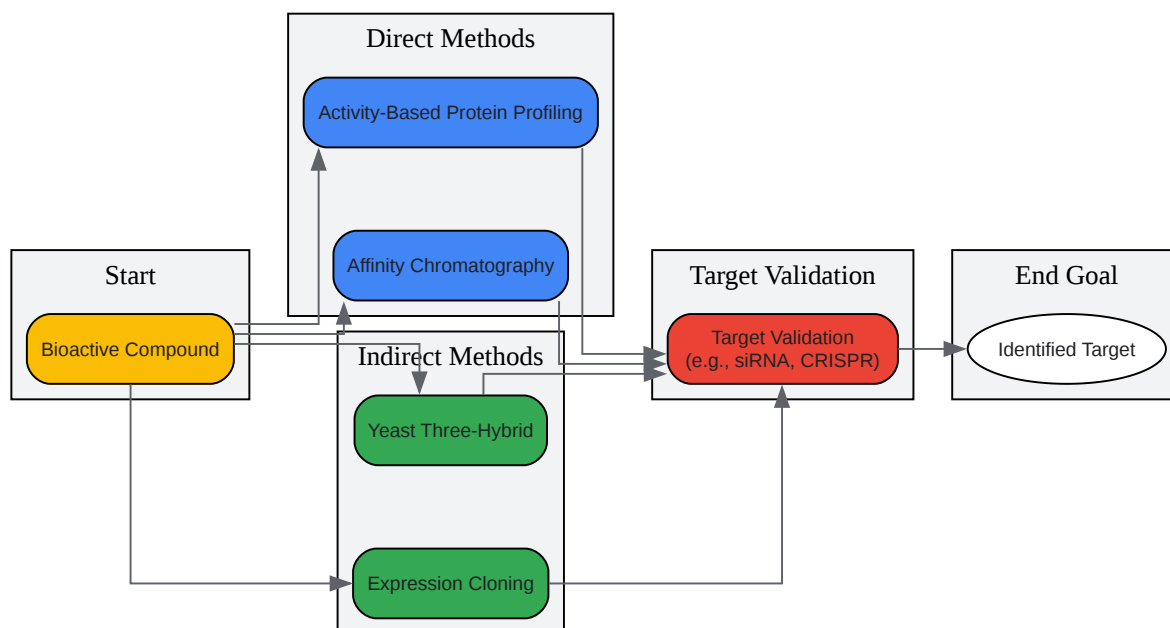 Direct Methods
Activity-Based Protein Profiling
Affinity Chromatography
Start
Bioactive Compound
Indirect Methods
Yeast Three-Hybrid
Expression Cloning
Target Validation
Target Validation
(e.g., siRNA, CRISPR)
End Goal
Identified Target